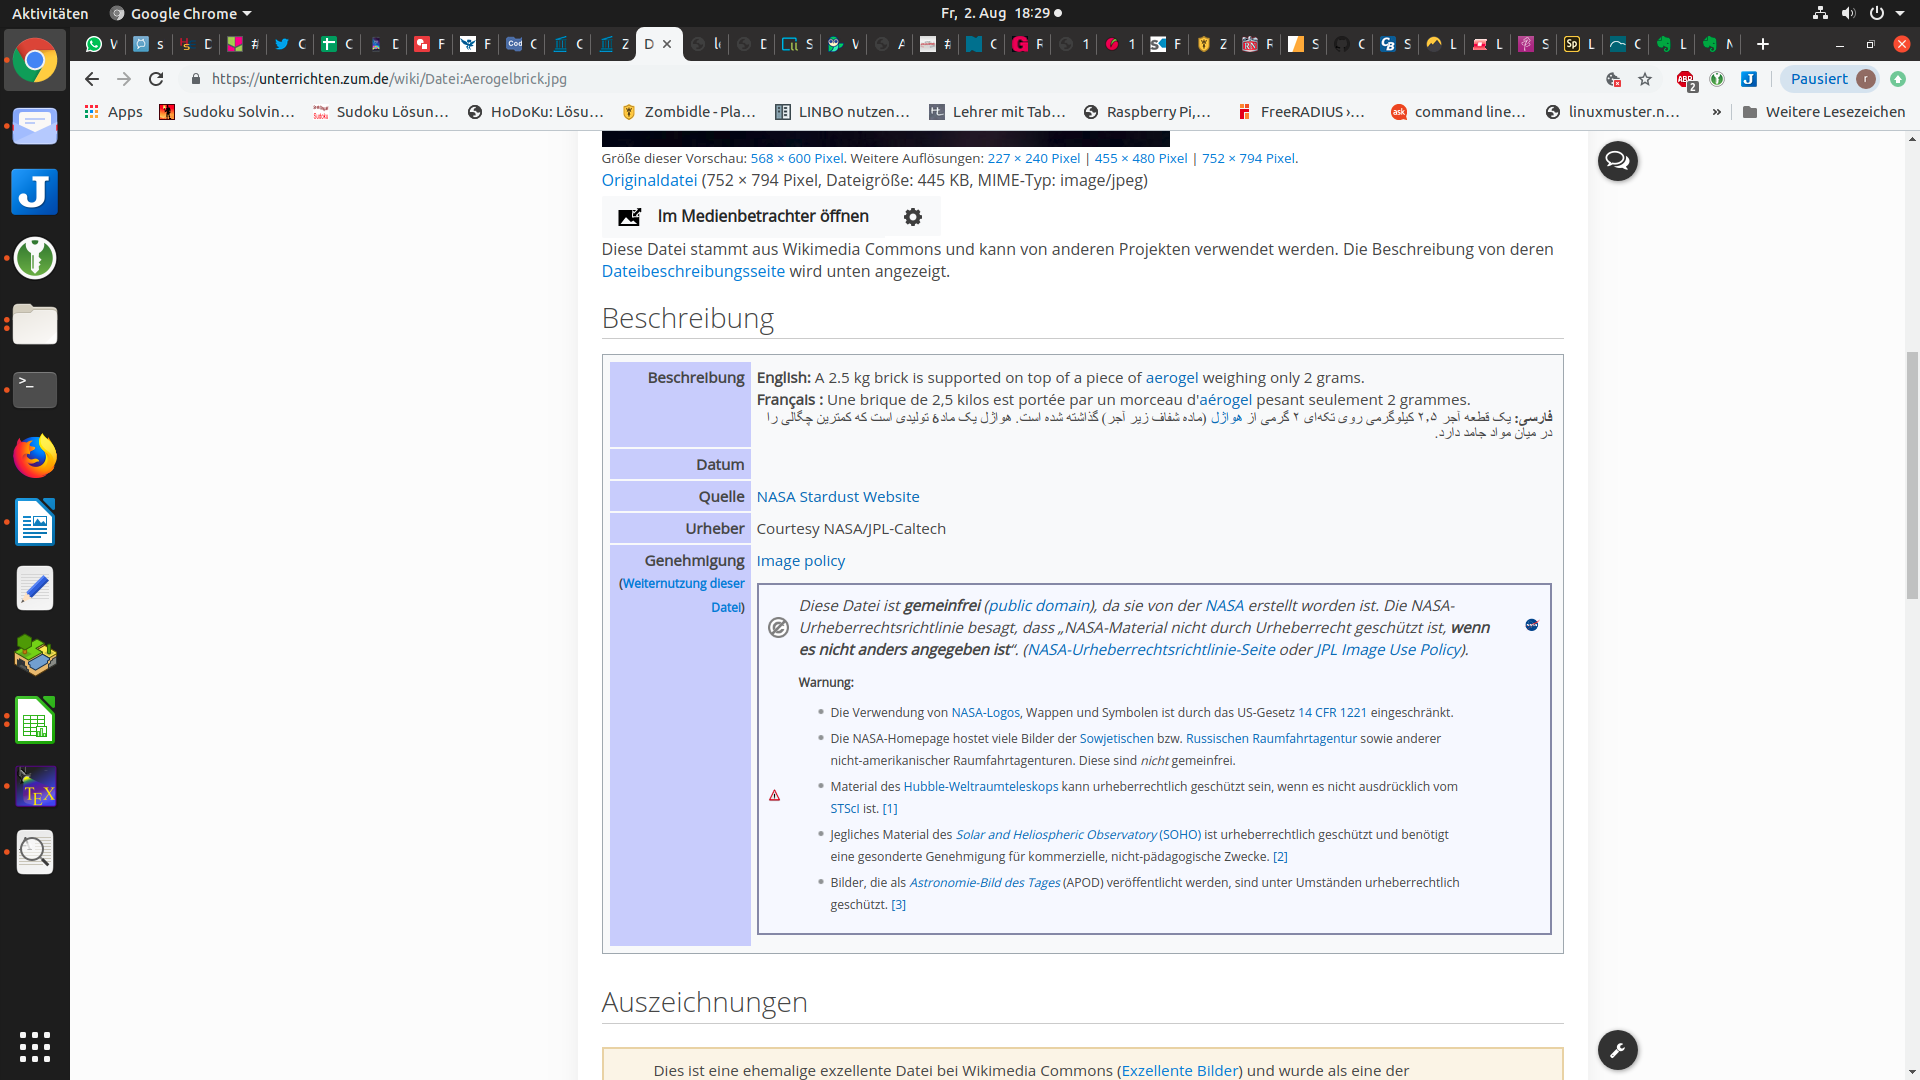 Aktivitäten
Google Chrome
Fr, 2. Aug 18:29
https://unterrichten.zum.de/wiki/Datei:Aerogelbrick.jpg
Pausiert
Apps
Sudoku Solvin…
Sudoku Lösun…
HoDoKu: Lösu…
Zombidle - Pla…
LINBO nutzen…
Lehrer mit Tab…
Raspberry Pi,…
FreeRADIUS ›…
command line…
linuxmuster.n…
»
Weitere Lesezeichen
Größe dieser Vorschau: 568 × 600 Pixel. Weitere Auflösungen: 227 × 240 Pixel | 455 × 480 Pixel | 752 × 794 Pixel.
Originaldatei (752 × 794 Pixel, Dateigröße: 445 KB, MIME-Typ: image/jpeg)
Im Medienbetrachter öffnen
Diese Datei stammt aus Wikimedia Commons und kann von anderen Projekten verwendet werden. Die Beschreibung von deren
Dateibeschreibungsseite wird unten angezeigt.
Beschreibung
Beschreibung
English: A 2.5 kg brick is supported on top of a piece of aerogel weighing only 2 grams.
Français : Une brique de 2,5 kilos est portée par un morceau d'aérogel pesant seulement 2 grammes.
فارسی: یک قطعه آجر ۲٫۵ کیلوگرمی روی تکه‌ای ۲ گرمی از هواژل (ماده شفاف زیر آجر) گذاشته شده است. هواژل یک مادهٔ تولیدی است که کمترین چگالی را
در میان مواد جامد دارد.
Datum
Quelle
NASA Stardust Website
Urheber
Courtesy NASA/JPL-Caltech
Genehmigung
(Weiternutzung dieser
Datei)
Image policy
Diese Datei ist gemeinfrei (public domain), da sie von der NASA erstellt worden ist. Die NASA-
Urheberrechtsrichtlinie besagt, dass „NASA-Material nicht durch Urheberrecht geschützt ist, wenn
es nicht anders angegeben ist“. (NASA-Urheberrechtsrichtlinie-Seite oder JPL Image Use Policy).
Warnung:
Die Verwendung von NASA-Logos, Wappen und Symbolen ist durch das US-Gesetz 14 CFR 1221 eingeschränkt.
Die NASA-Homepage hostet viele Bilder der Sowjetischen bzw. Russischen Raumfahrtagentur sowie anderer
nicht-amerikanischer Raumfahrtagenturen. Diese sind nicht gemeinfrei.
Material des Hubble-Weltraumteleskops kann urheberrechtlich geschützt sein, wenn es nicht ausdrücklich vom
STScI ist. [1]
Jegliches Material des Solar and Heliospheric Observatory (SOHO) ist urheberrechtlich geschützt und benötigt
eine gesonderte Genehmigung für kommerzielle, nicht-pädagogische Zwecke. [2]
Bilder, die als Astronomie-Bild des Tages (APOD) veröffentlicht werden, sind unter Umständen urheberrechtlich
geschützt. [3]
Auszeichnungen
Dies ist eine ehemalige exzellente Datei bei Wikimedia Commons (Exzellente Bilder) und wurde als eine der